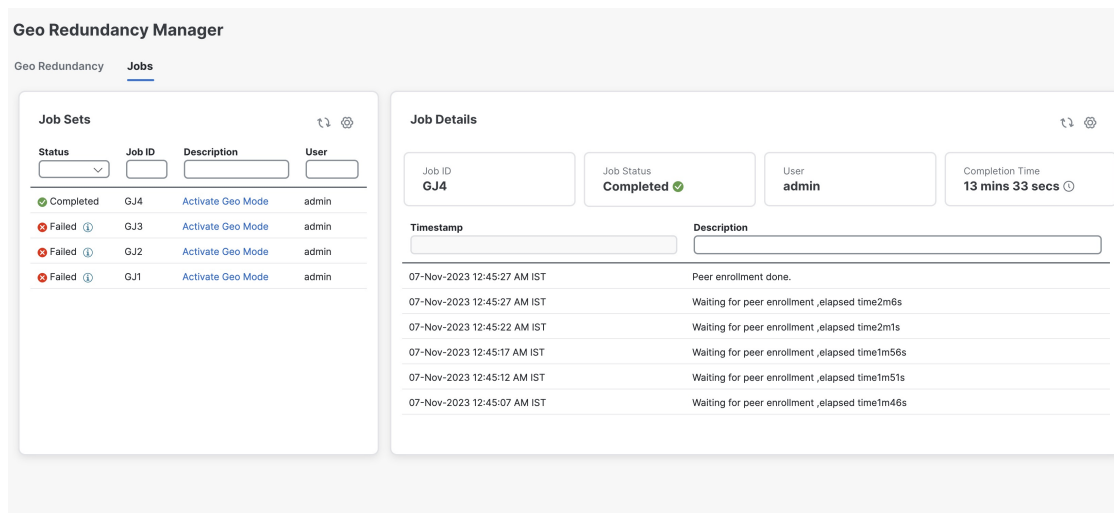 Geo Redundancy Manager
Geo Redundancy Jobs
Job Sets
Status Job ID Description User
Completed GJ4 Activate Geo Mode admin
Failed GJ3 Activate Geo Mode admin
Failed GJ2 Activate Geo Mode admin
Failed GJ1 Activate Geo Mode admin
Job Details
Job ID Job Status User Completion Time
GJ4 Completed admin 13 mins 33 secs
Timestamp Description
07-Nov-2023 12:45:27 AM IST Peer enrollment done.
07-Nov-2023 12:45:27 AM IST Waiting for peer enrollment ,elapsed time2m6s
07-Nov-2023 12:45:22 AM IST Waiting for peer enrollment ,elapsed time2m1s
07-Nov-2023 12:45:17 AM IST Waiting for peer enrollment ,elapsed time1m56s
07-Nov-2023 12:45:12 AM IST Waiting for peer enrollment ,elapsed time1m51s
07-Nov-2023 12:45:07 AM IST Waiting for peer enrollment ,elapsed time1m46s